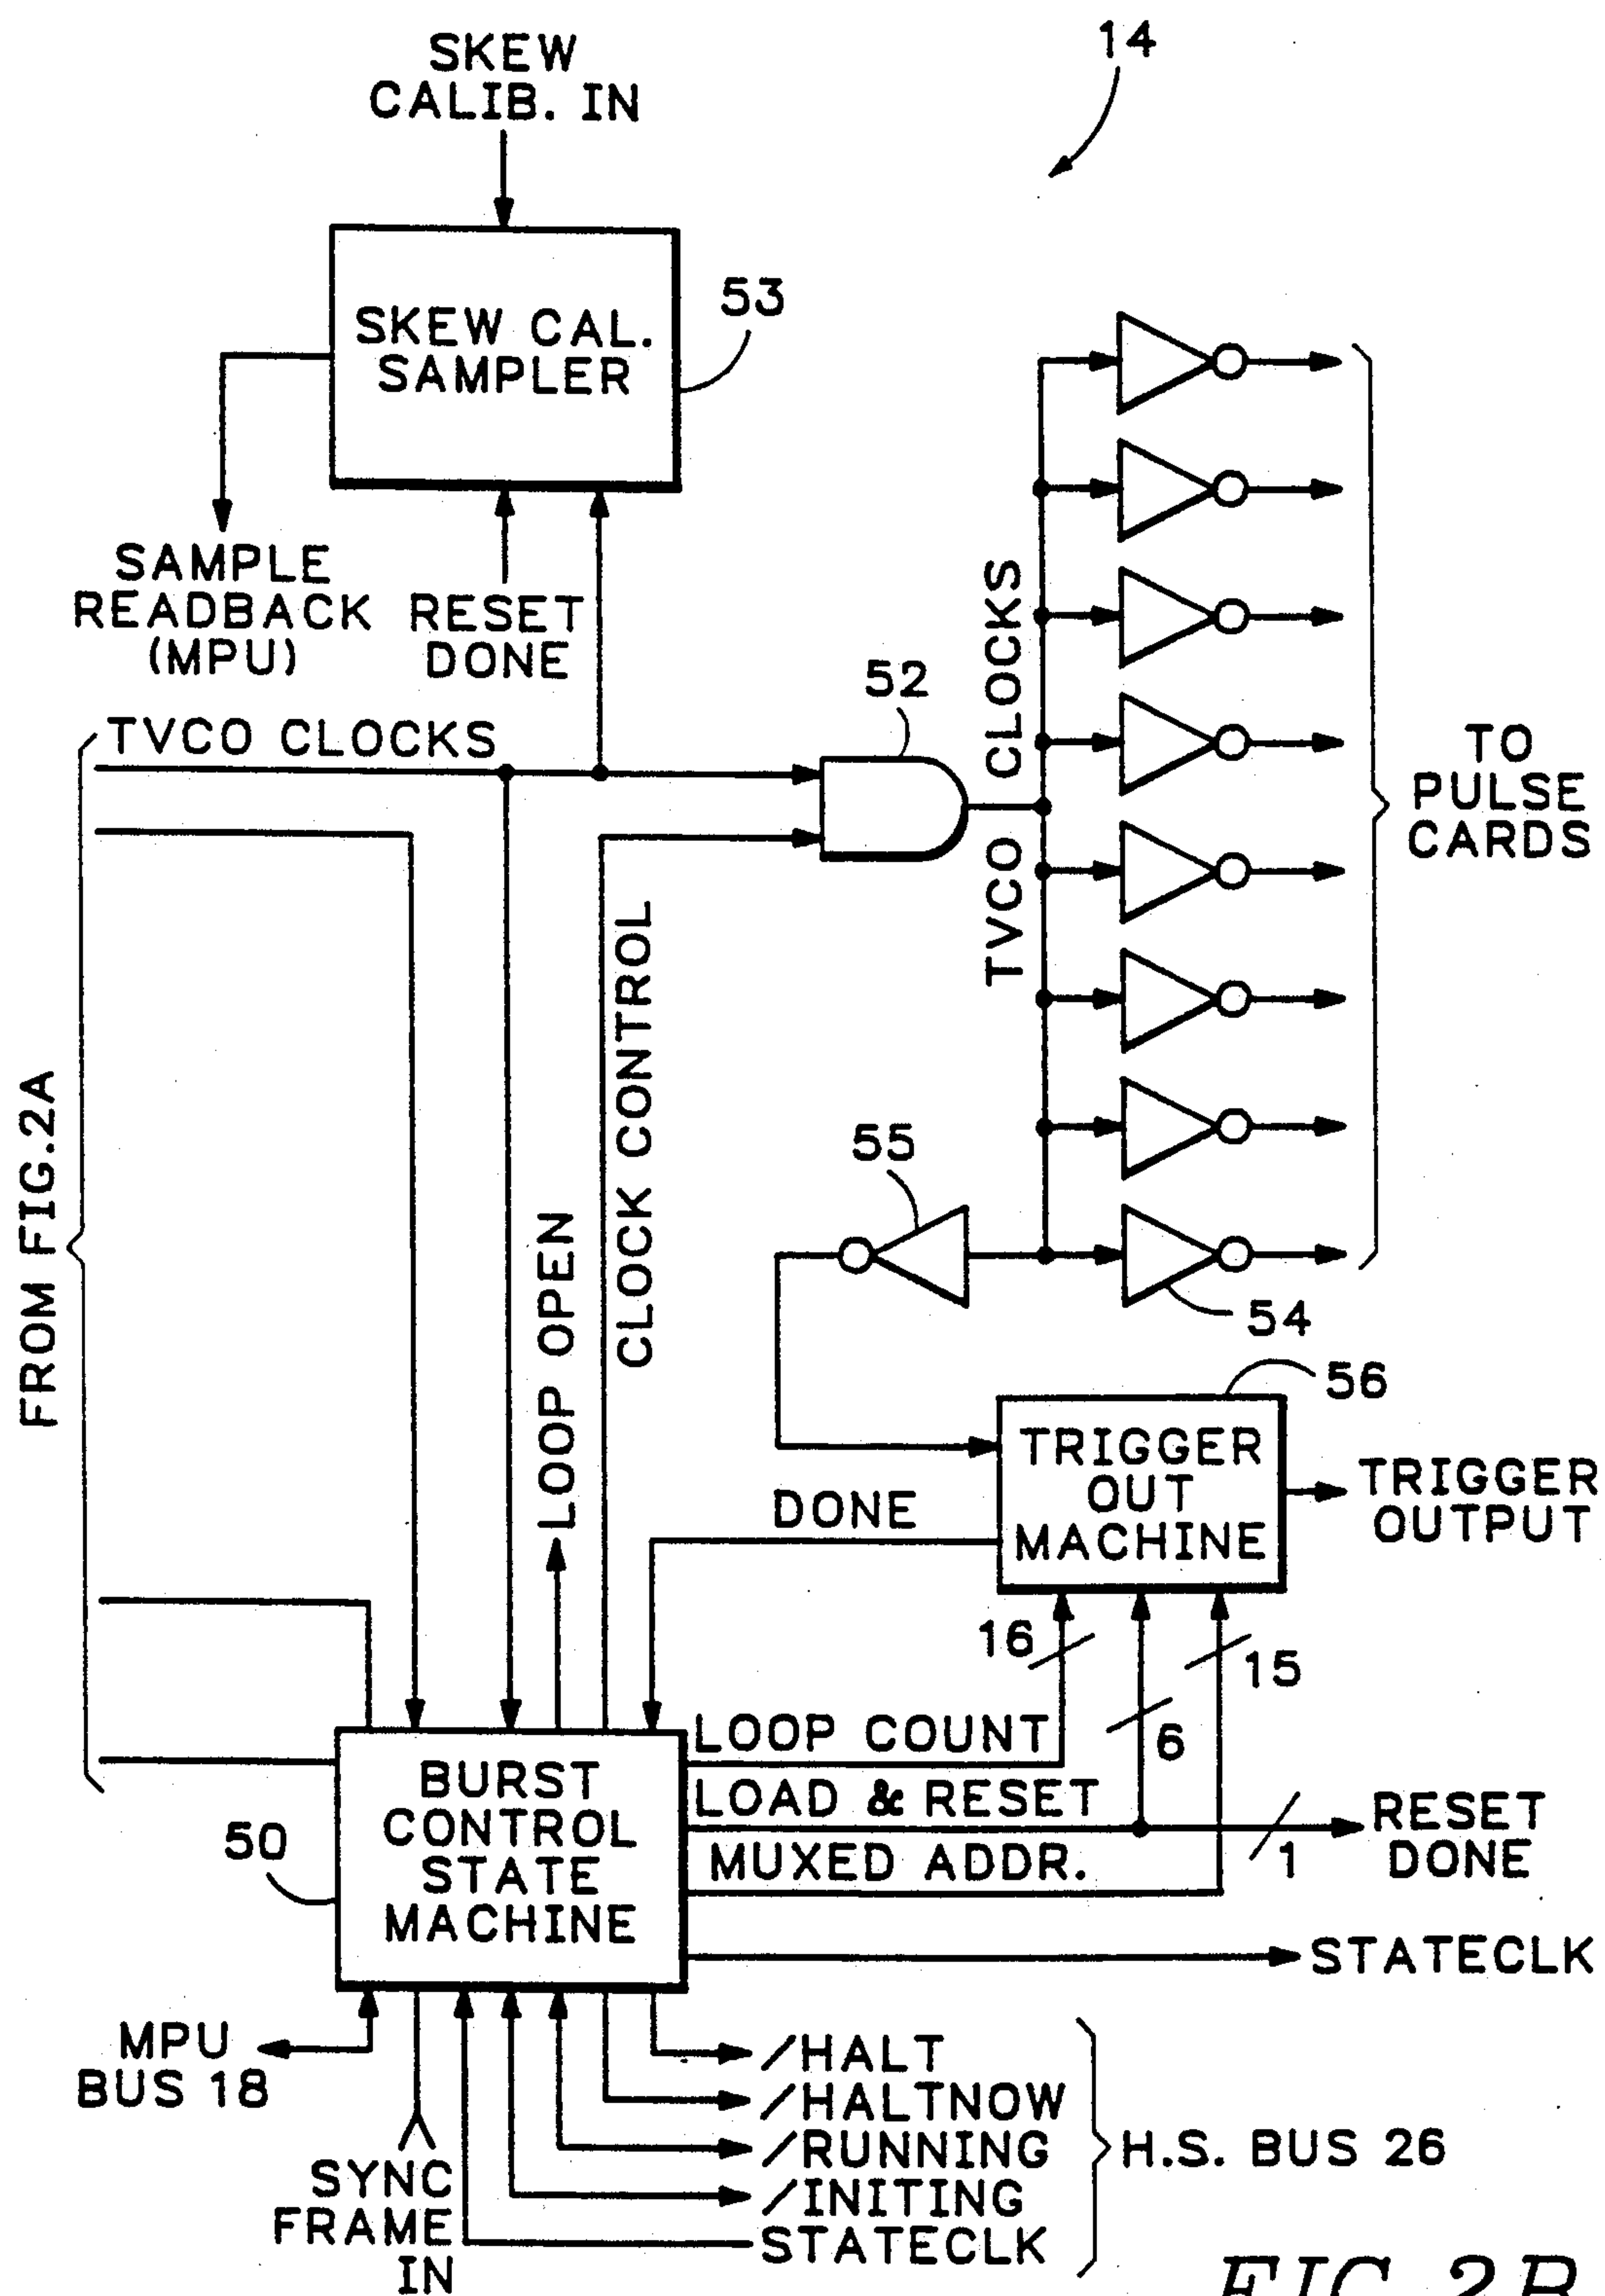 14
SKEW
CALIB. IN
53
SKEW CAL.
SAMPLER
SAMPLE
READBACK
(MPU)
RESET
DONE
52
TVCO CLOCKS
TVCO CLOCKS
TO
PULSE
CARDS
FROM FIG.2A
LOOP OPEN
CLOCK CONTROL
55
54
56
TRIGGER
OUT
MACHINE
TRIGGER
OUTPUT
DONE
16
15
6
LOOP COUNT
LOAD & RESET
MUXED ADDR.
1
RESET
DONE
50
BURST
CONTROL
STATE
MACHINE
STATECLK
MPU
BUS 18
SYNC
FRAME
IN
/HALT
/HALTNOW
/RUNNING
/INITING
STATECLK
H.S. BUS 26
FIG.2B